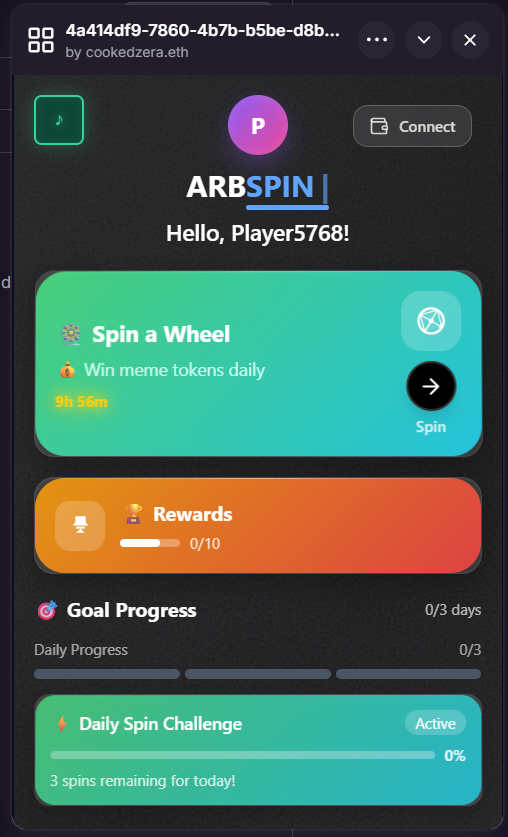 4a414df9-7860-4b7b-b5be-d8b...
by cookedzera.eth
P
Connect
ARBSPIN |
Hello, Player5768!
🎡 Spin a Wheel
💰 Win meme tokens daily
9h 56m
Spin
🏆 Rewards
0/10
🎯 Goal Progress
0/3 days
Daily Progress
0/3
⚡ Daily Spin Challenge
Active
0%
3 spins remaining for today!
d